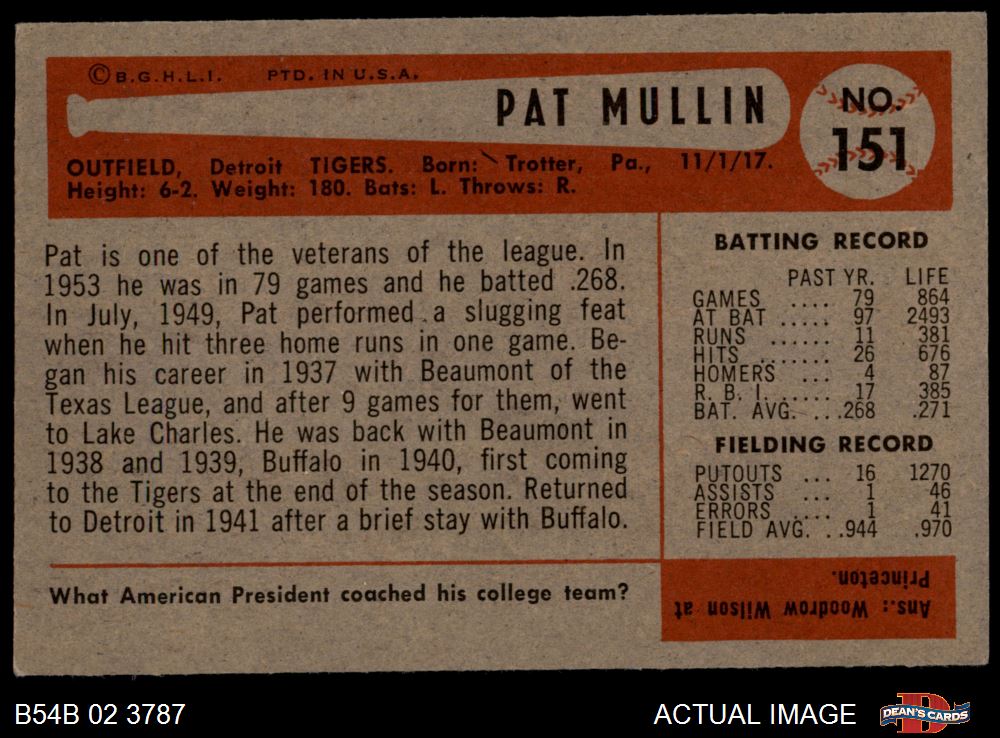 ©B.G.H.L.I. PTD. IN U.S.A.
PAT MULLIN
NO.
151
OUTFIELD, Detroit TIGERS. Born: Trotter, Pa., 11/1/17.
Height: 6-2. Weight: 180. Bats: L. Throws: R.
Pat is one of the veterans of the league. In
1953 he was in 79 games and he batted .268.
In July, 1949, Pat performed a slugging feat
when he hit three home runs in one game. Be-
gan his career in 1937 with Beaumont of the
Texas League, and after 9 games for them, went
to Lake Charles. He was back with Beaumont in
1938 and 1939, Buffalo in 1940, first coming
to the Tigers at the end of the season. Returned
to Detroit in 1941 after a brief stay with Buffalo.
What American President coached his college team?
BATTING RECORD
PAST YR. LIFE
GAMES .... 79 864
AT BAT ..... 97 2493
RUNS ...... 11 381
HITS ....... 26 676
HOMERS ... 4 87
R. B. I. ...... 17 385
BAT. AVG. ...268 .271
FIELDING RECORD
PUTOUTS ... 16 1270
ASSISTS ... 1 46
ERRORS .... 1 41
FIELD AVG. ..944 .970
Ans.: Woodrow Wilson at
Princeton.
B54B 02 3787
ACTUAL IMAGE
D
DEAN'S CARDS